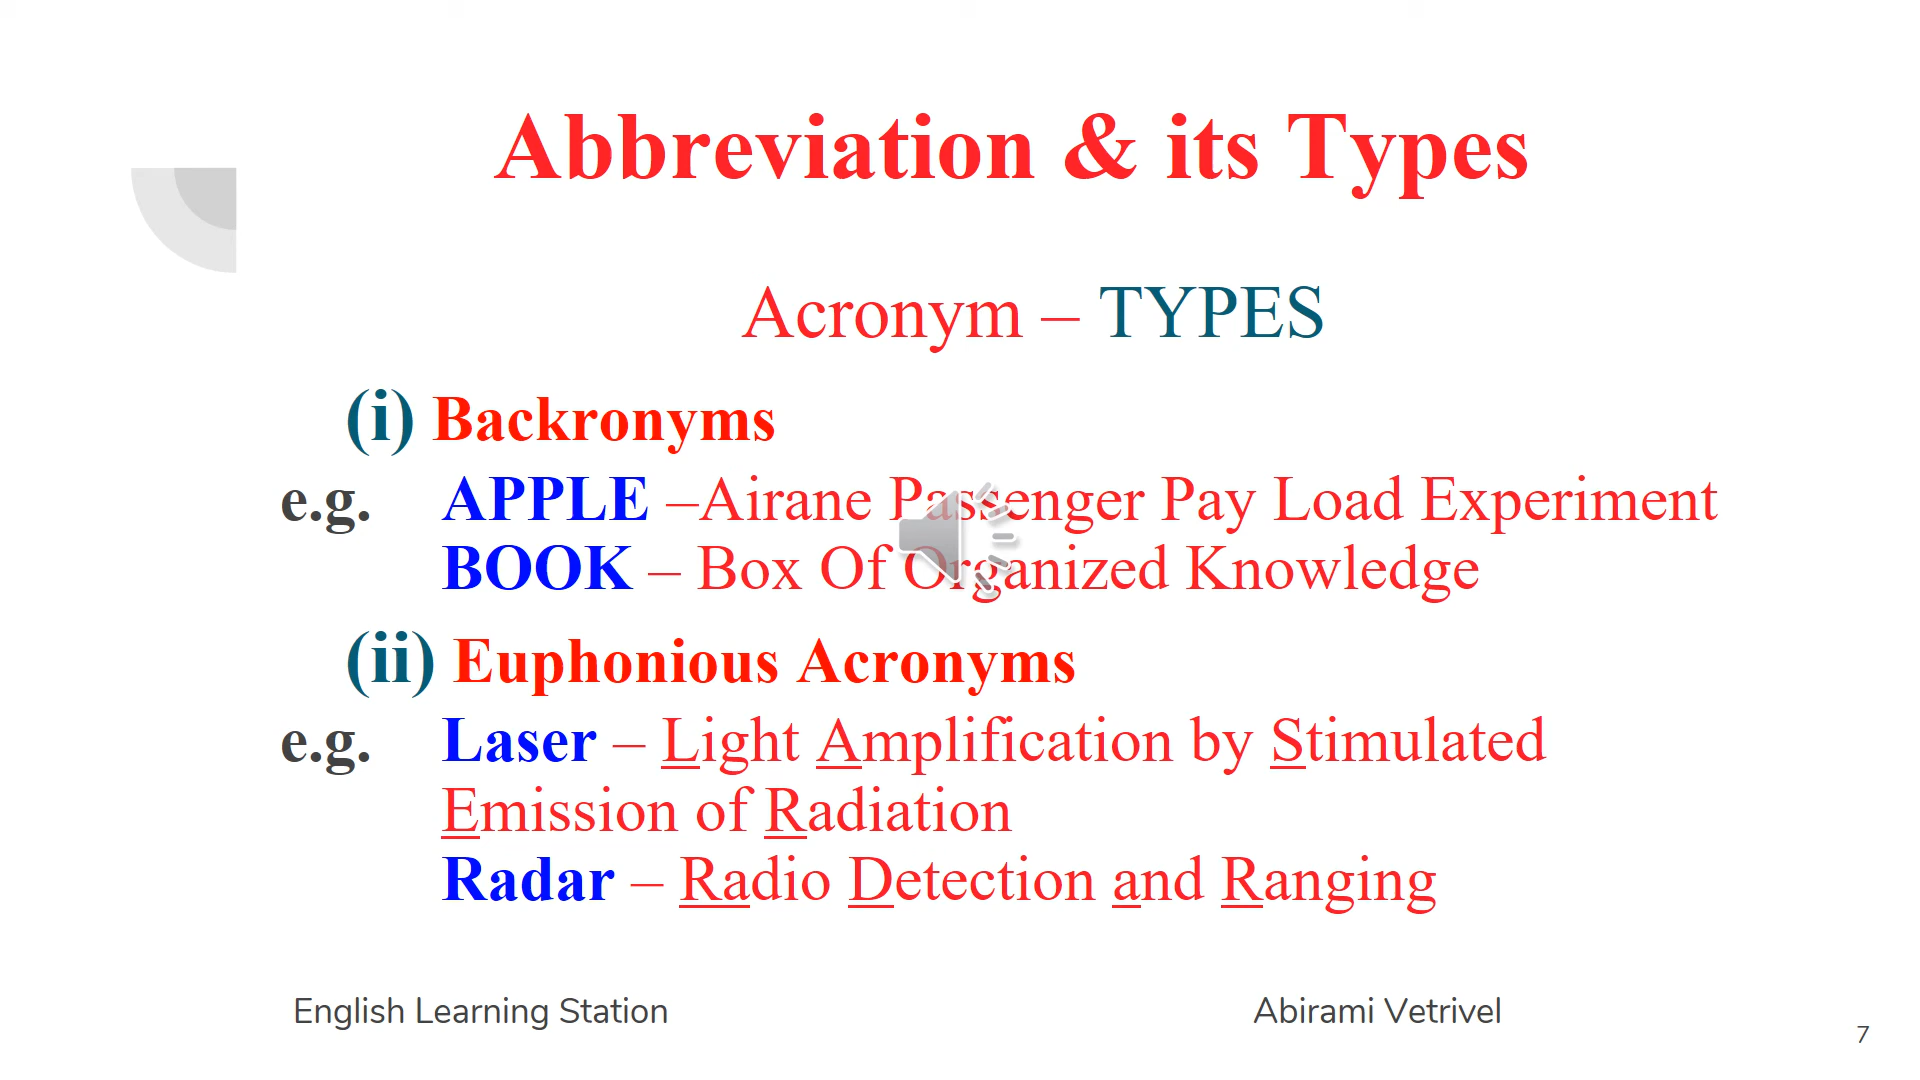 Abbreviation & its Types
Acronym – TYPES
(i) Backronyms
e.g. APPLE –Airane Passenger Pay Load Experiment
BOOK – Box Of Organized Knowledge
(ii) Euphonious Acronyms
e.g. Laser – Light Amplification by Stimulated
Emission of Radiation
Radar – Radio Detection and Ranging
English Learning Station
Abirami Vetrivel
7